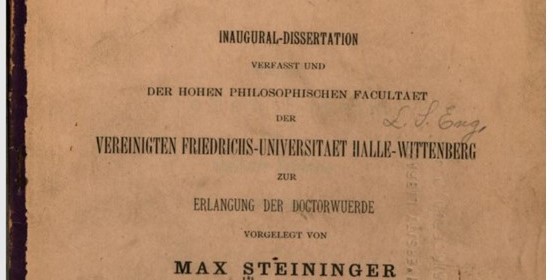 INAUGURAL-DISSERTATION
VERFASST UND
DER HOHEN PHILOSOPHISCHEN FACULTAET
DER
L. S. Eng.
VEREINIGTEN FRIEDRICHS-UNIVERSITAET HALLE-WITTENBERG
ZUR
ERLANGUNG DER DOCTORWUERDE
VORGELEGT VON
MAX STEININGER